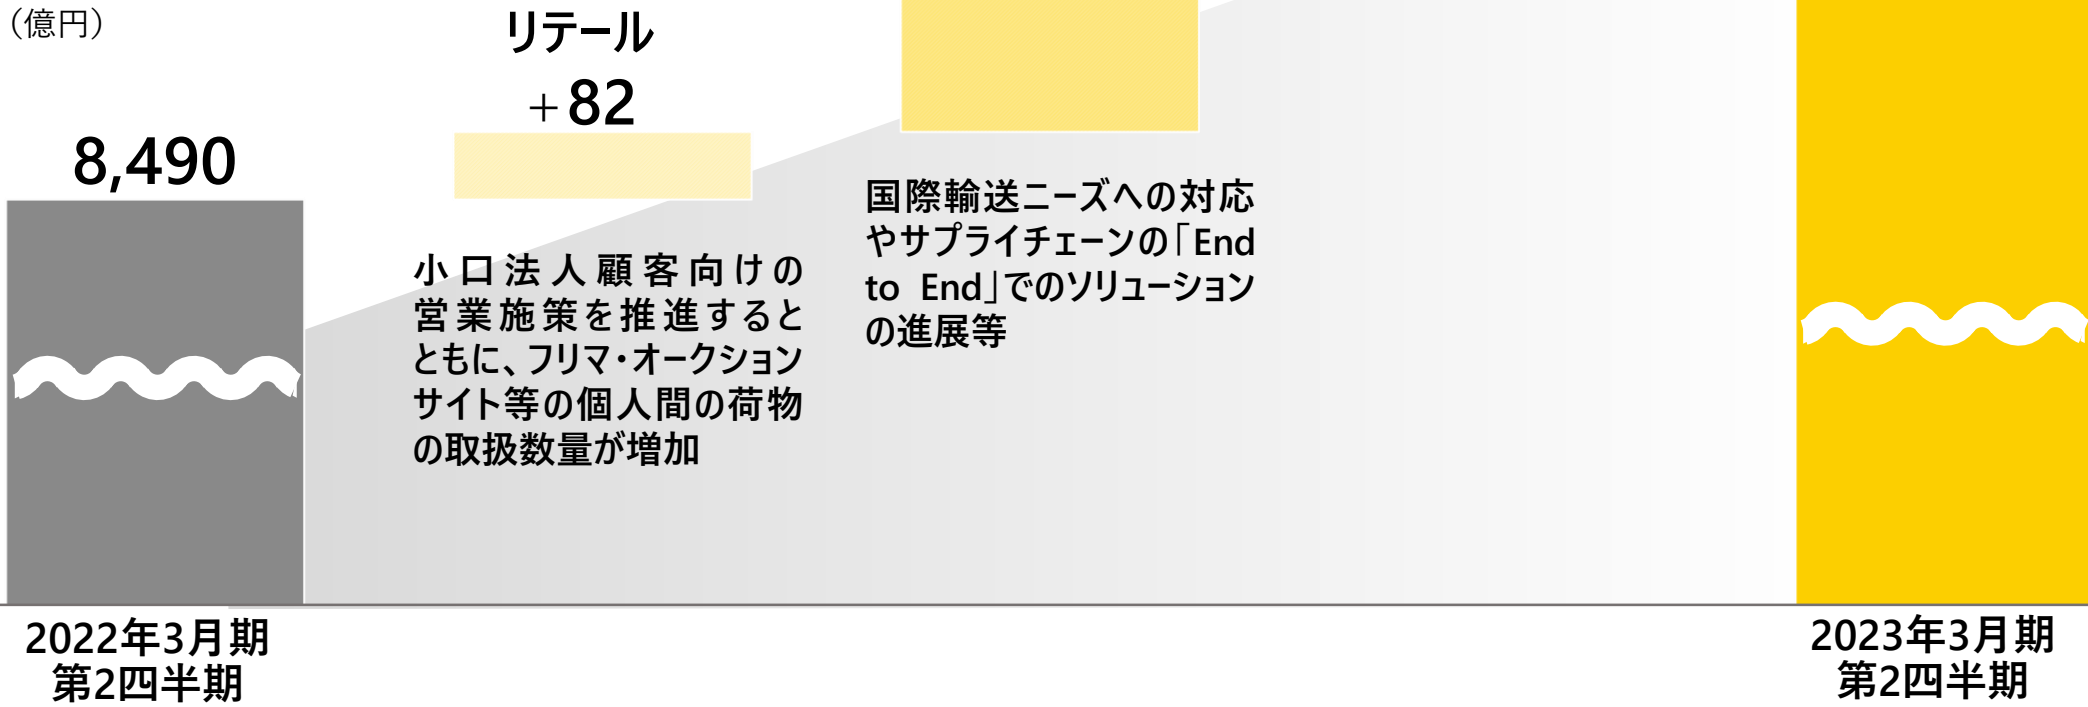 （億円）
リテール
+82
8,490
小口法人顧客向けの
営業施策を推進すると
ともに、フリマ・オークション
サイト等の個人間の荷物
の取扱数量が増加
国際輸送ニーズへの対応
やサプライチェーンの「End
to End」でのソリューション
の進展等
2022年3月期
第2四半期
2023年3月期
第2四半期